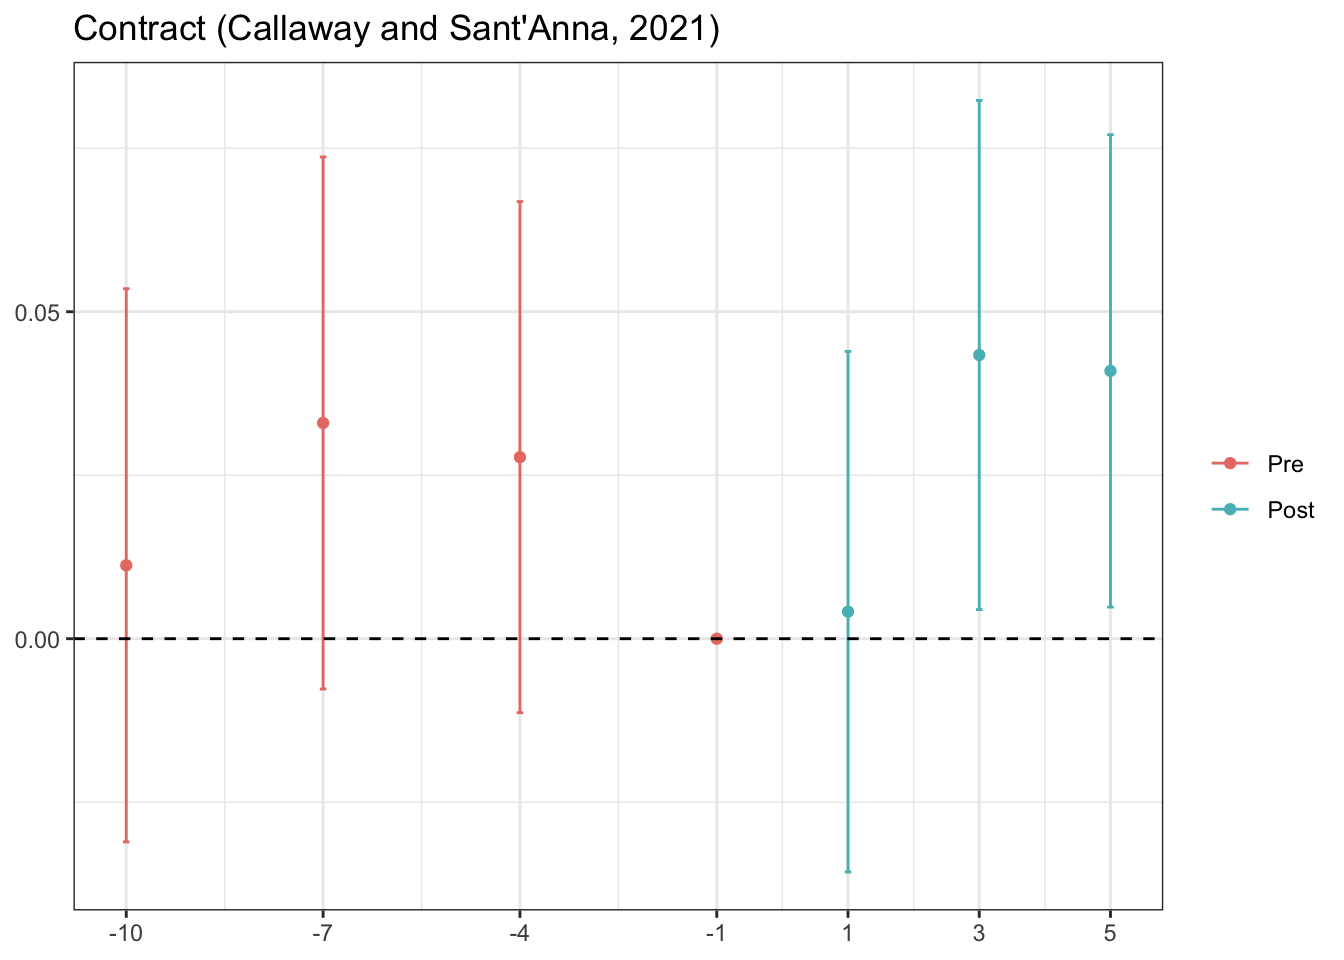 Contract (Callaway and Sant'Anna, 2021)
0.05
0.00
-10 -7 -4 -1 1 3 5
Pre
Post